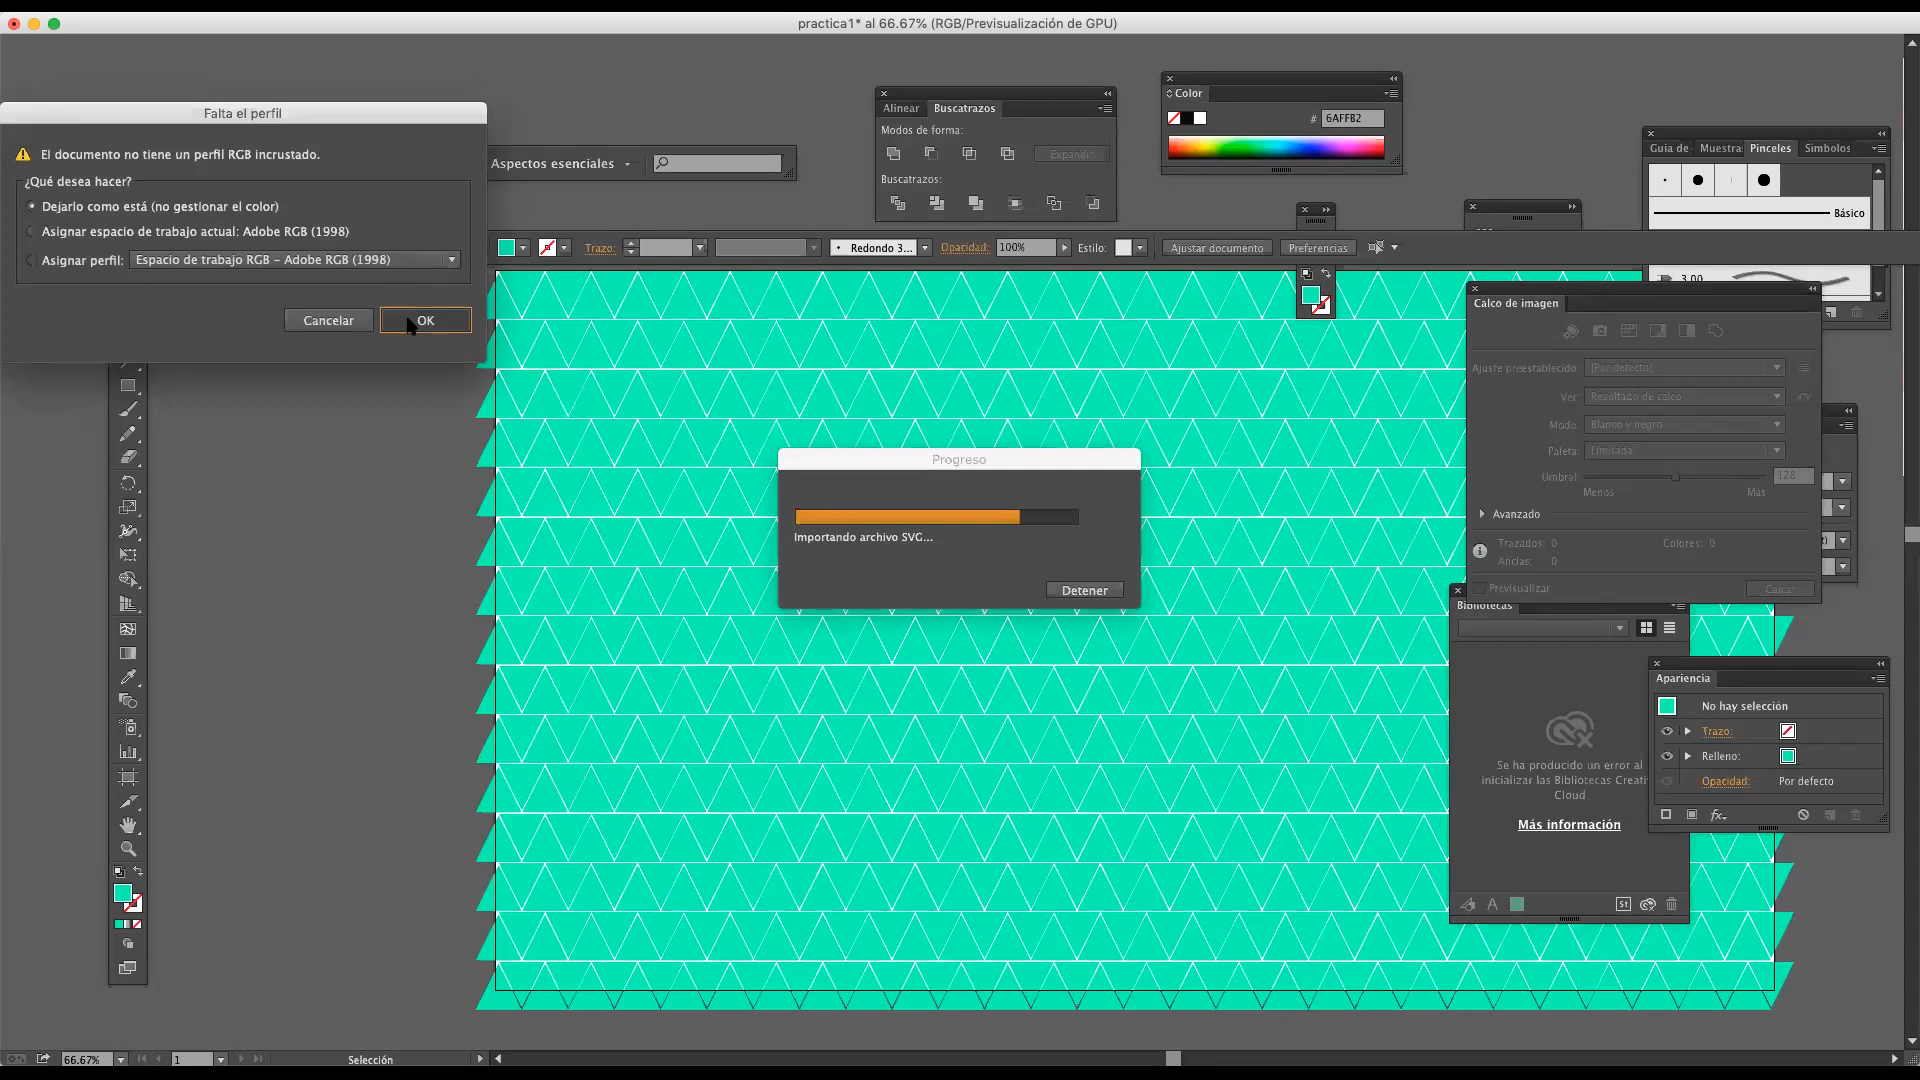 practica1* al 66.67% (RGB/Previsualización de GPU)
Falta el perfil
El documento no tiene un perfil RGB incrustado.
¿Qué desea hacer?
Dejarlo como está (no gestionar el color)
Asignar espacio de trabajo actual: Adobe RGB (1998)
Asignar perfil: Espacio de trabajo RGB – Adobe RGB (1998)
Cancelar OK
Aspectos esenciales
Alinear Buscatrazos
Modos de forma:
Expandir
Buscatrazos:
Color
# 6AFFB2
Guía de Muestra: Pinceles Símbolos
Básico
3.00
Trazo: Redondo 3... Opacidad: 100% Estilo: Ajustar documento Preferencias
Calco de imagen
Ajuste preestablecido: [Por defecto]
Ver: Resultado de calco
Modo: Blanco y negro
Paleta: Limitada
Umbral: 128
Menos Más
Avanzado
Trazados: 0 Colores: 0
Anclas: 0
Previsualizar Calcar
Progreso
Importando archivo SVG...
Detener
Bibliotecas
Se ha producido un error al
inicializar las Bibliotecas Creati
Cloud
Más información
St
Apariencia
No hay selección
Trazo:
Relleno:
Opacidad: Por defecto
fx
66.67% 1 Selección